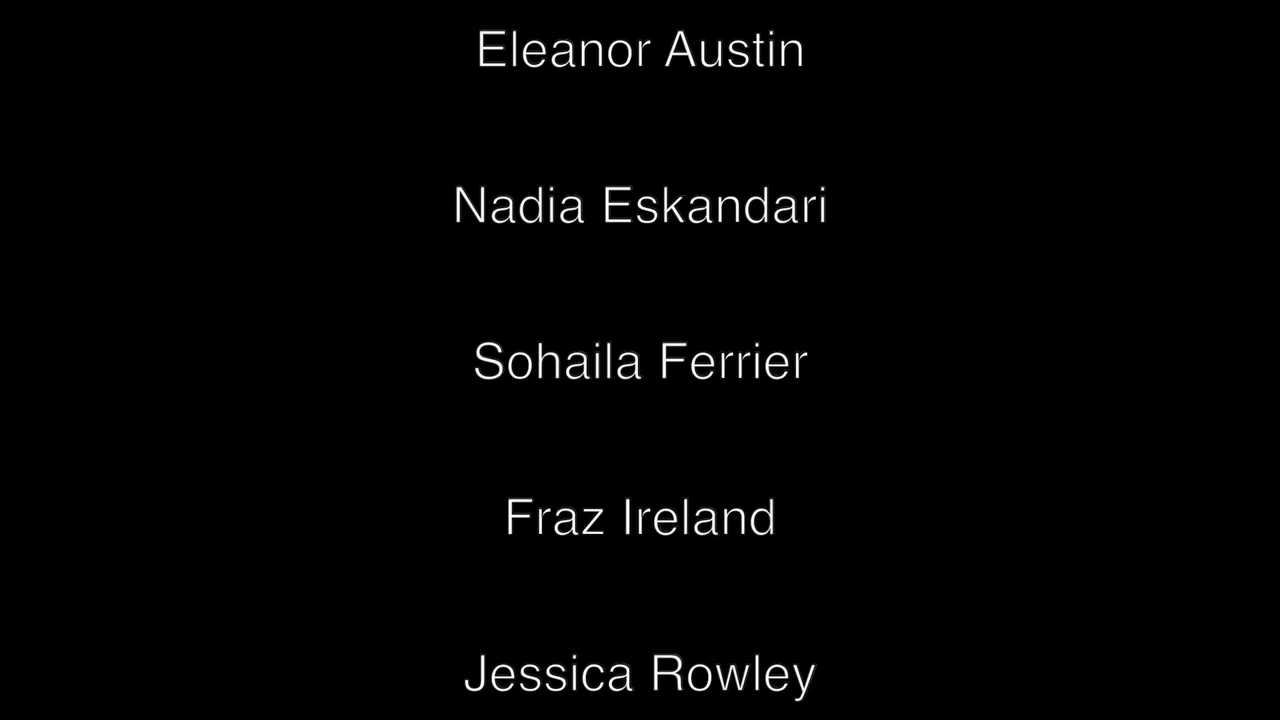 Eleanor Austin
Nadia Eskandari
Sohaila Ferrier
Fraz Ireland
Jessica Rowley